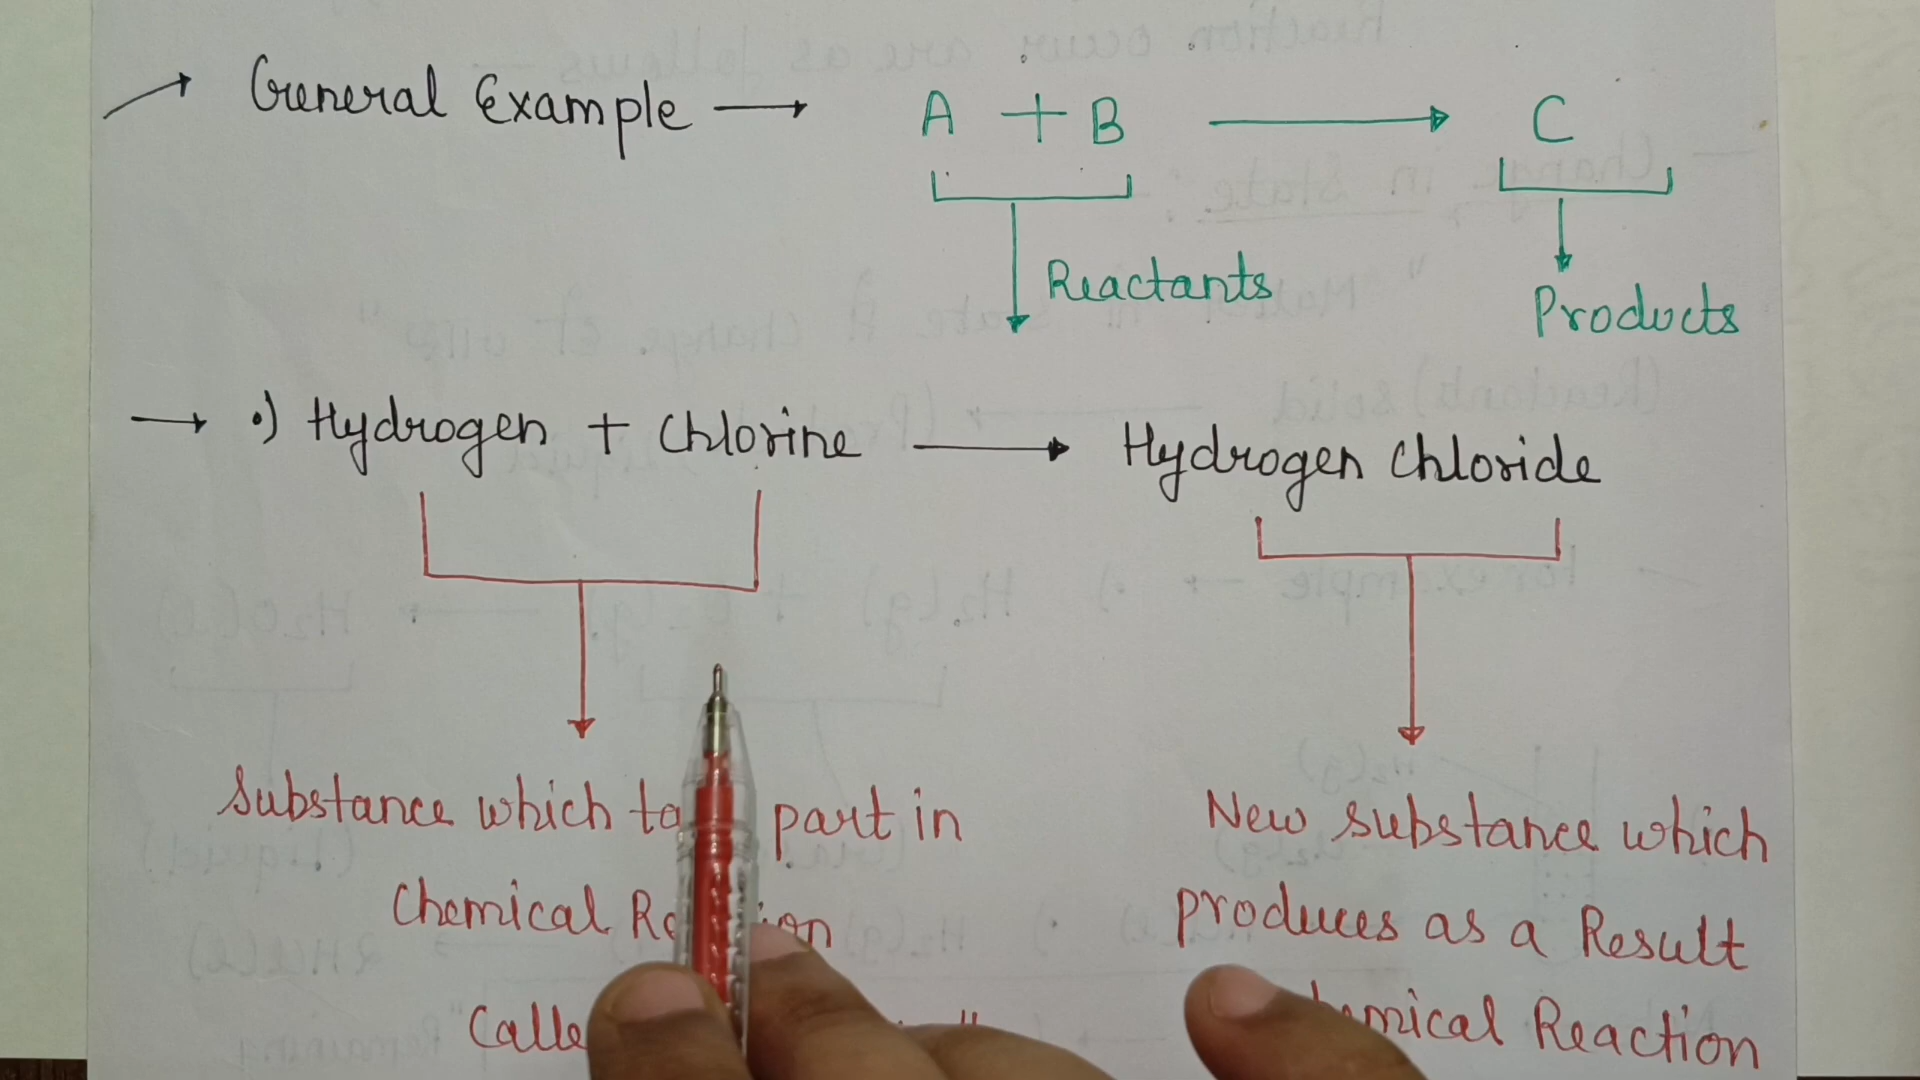 General Example → A + B → C
Reactants
Products
→ •) Hydrogen + Chlorine → Hydrogen chloride
Substance which part in
Chemical
New substance which
produces as a Result
Reaction